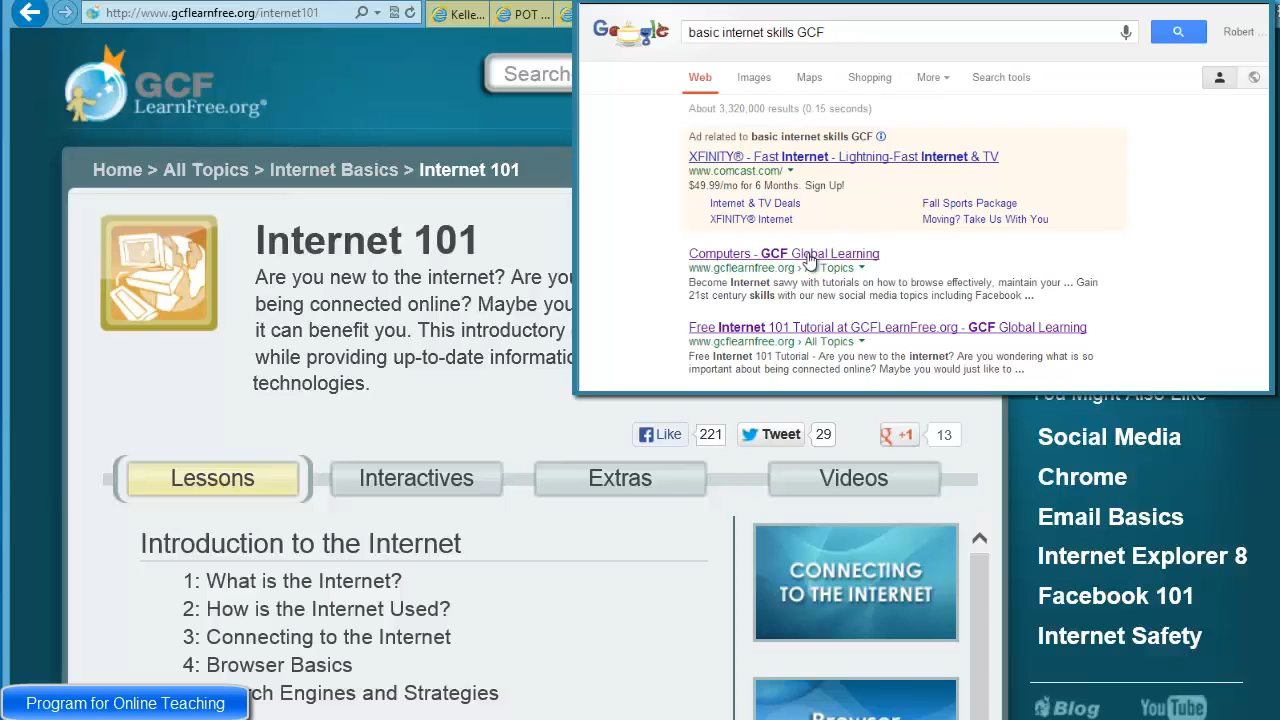 http://www.gcflearnfree.org/internet101
Kelle...
POT ...
GCF
LearnFree.org®
Search
Home > All Topics > Internet Basics > Internet 101
Internet 101
Are you new to the internet? Are you
being connected online? Maybe you
it can benefit you. This introductory
while providing up-to-date informatio
technologies.
Google
basic internet skills GCF
Robert ...
Web Images Maps Shopping More Search tools
About 3,320,000 results (0.15 seconds)
Ad related to basic internet skills GCF
XFINITY® - Fast Internet - Lightning-Fast Internet & TV
www.comcast.com/
$49.99/mo for 6 Months. Sign Up!
Internet & TV Deals Fall Sports Package
XFINITY® Internet Moving? Take Us With You
Computers - GCF Global Learning
www.gcflearnfree.org › Topics
Become Internet savvy with tutorials on how to browse effectively, maintain your ... Gain
21st century skills with our new social media topics including Facebook ...
Free Internet 101 Tutorial at GCFLearnFree.org - GCF Global Learning
www.gcflearnfree.org › All Topics
Free Internet 101 Tutorial - Are you new to the internet? Are you wondering what is so
important about being connected online? Maybe you would just like to ...
Like 221 Tweet 29 +1 13
Lessons Interactives Extras Videos
Introduction to the Internet
1: What is the Internet?
2: How is the Internet Used?
3: Connecting to the Internet
4: Browser Basics
rch Engines and Strategies
CONNECTING
TO THE INTERNET
Browser
You Might Also Like
Social Media
Chrome
Email Basics
Internet Explorer 8
Facebook 101
Internet Safety
Blog YouTube
Program for Online Teaching